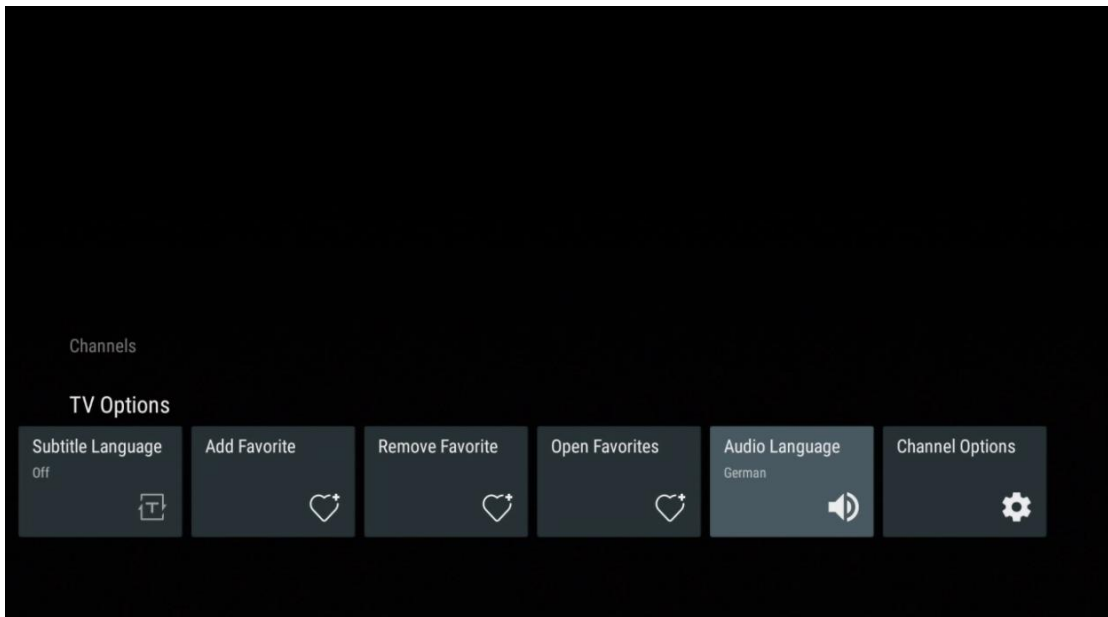 Channels
TV Options
Subtitle Language
Off
Add Favorite
Remove Favorite
Open Favorites
Audio Language
German
Channel Options